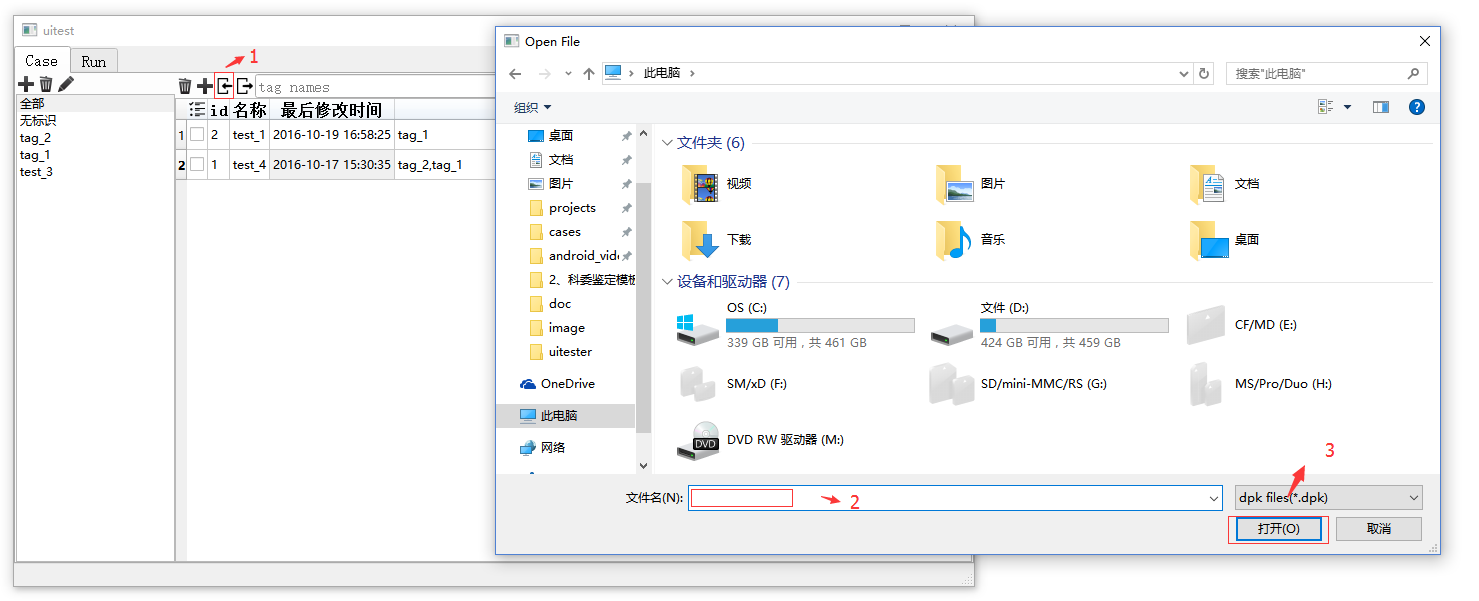 uitest
Case
Run
1
tag names
全部
无标识
tag_2
tag_1
test_3
id 名称 最后修改时间
1 2 test_1 2016-10-19 16:58:25 tag_1
2 1 test_4 2016-10-17 15:30:35 tag_2,tag_1
Open File
此电脑
搜索"此电脑"
组织
桌面
文档
图片
projects
cases
android_vide
2、科委鉴定模板
doc
image
uitester
OneDrive
此电脑
网络
文件夹 (6)
视频
图片
文档
下载
音乐
桌面
设备和驱动器 (7)
OS (C:)
339 GB 可用，共 461 GB
文件 (D:)
424 GB 可用，共 459 GB
CF/MD (E:)
SM/xD (F:)
SD/mini-MMC/RS (G:)
MS/Pro/Duo (H:)
DVD
DVD RW 驱动器 (M:)
3
文件名(N):
2
dpk files(*.dpk)
打开(O)
取消